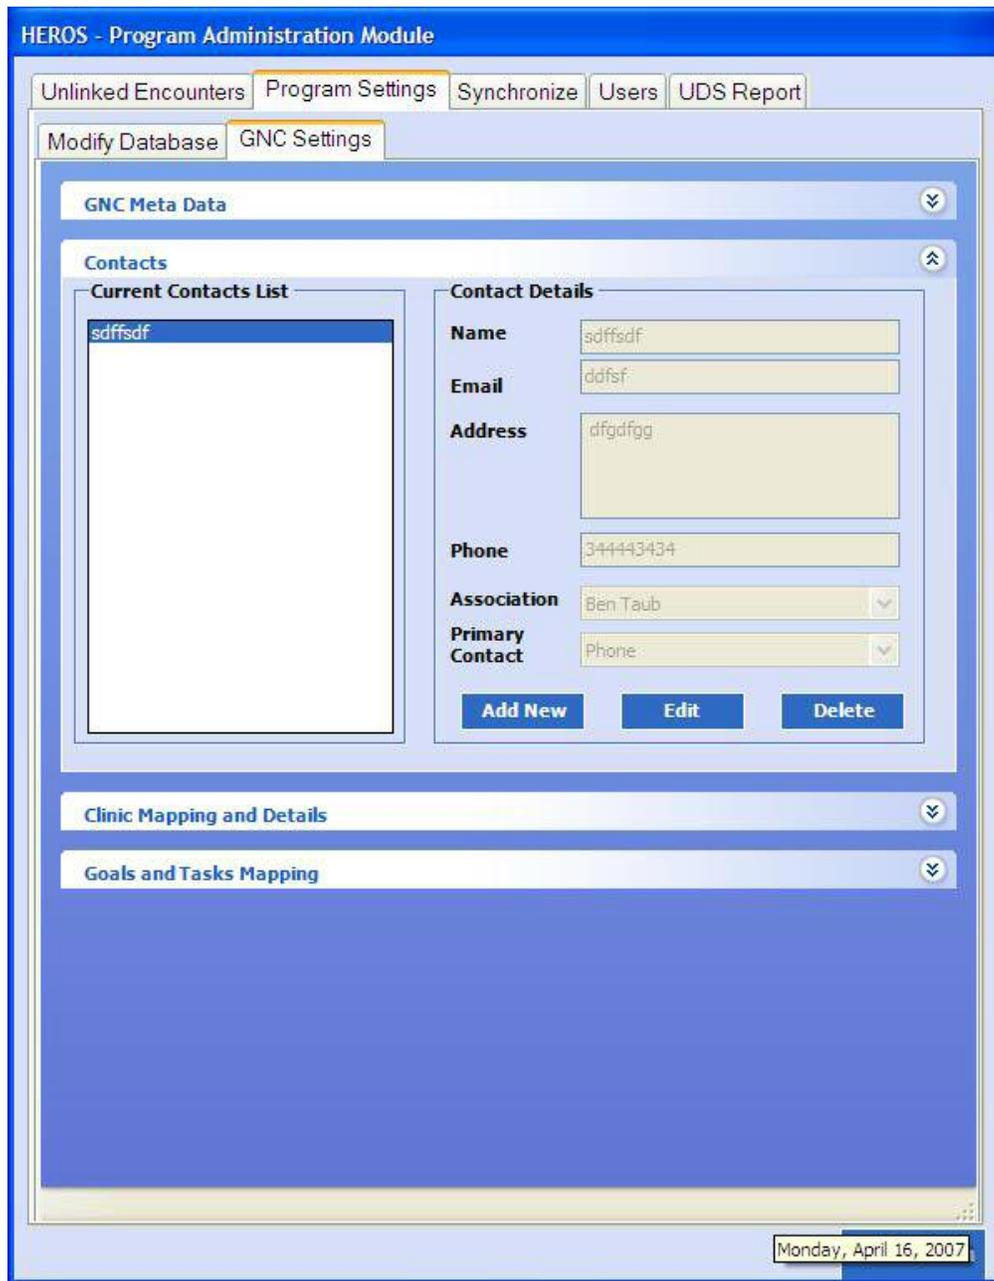 HEROS - Program Administration Module
Unlinked Encounters Program Settings Synchronize Users UDS Report
Modify Database GNC Settings
GNC Meta Data
Contacts
Current Contacts List
sdffsdf
Contact Details
Name sdffsdf
Email ddfsf
Address dfgdfgg
Phone 344443434
Association Ben Taub
Primary
Contact Phone
Add New Edit Delete
Clinic Mapping and Details
Goals and Tasks Mapping
Monday, April 16, 2007